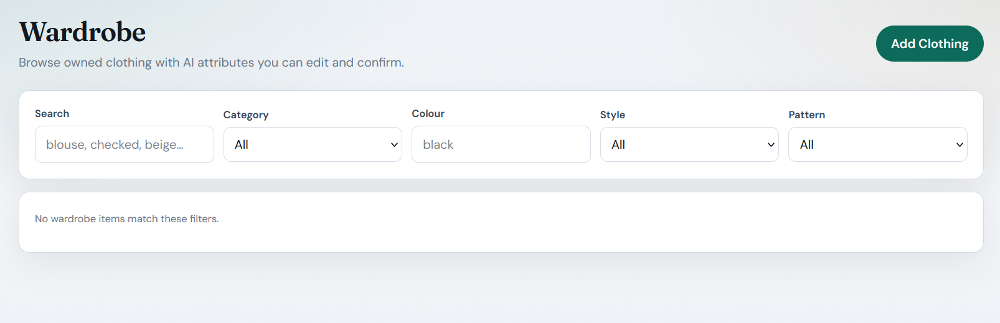 Wardrobe
Add Clothing
Browse owned clothing with AI attributes you can edit and confirm.
Search
Category
Colour
Style
Pattern
blouse, checked, beige...
All
black
All
All
No wardrobe items match these filters.